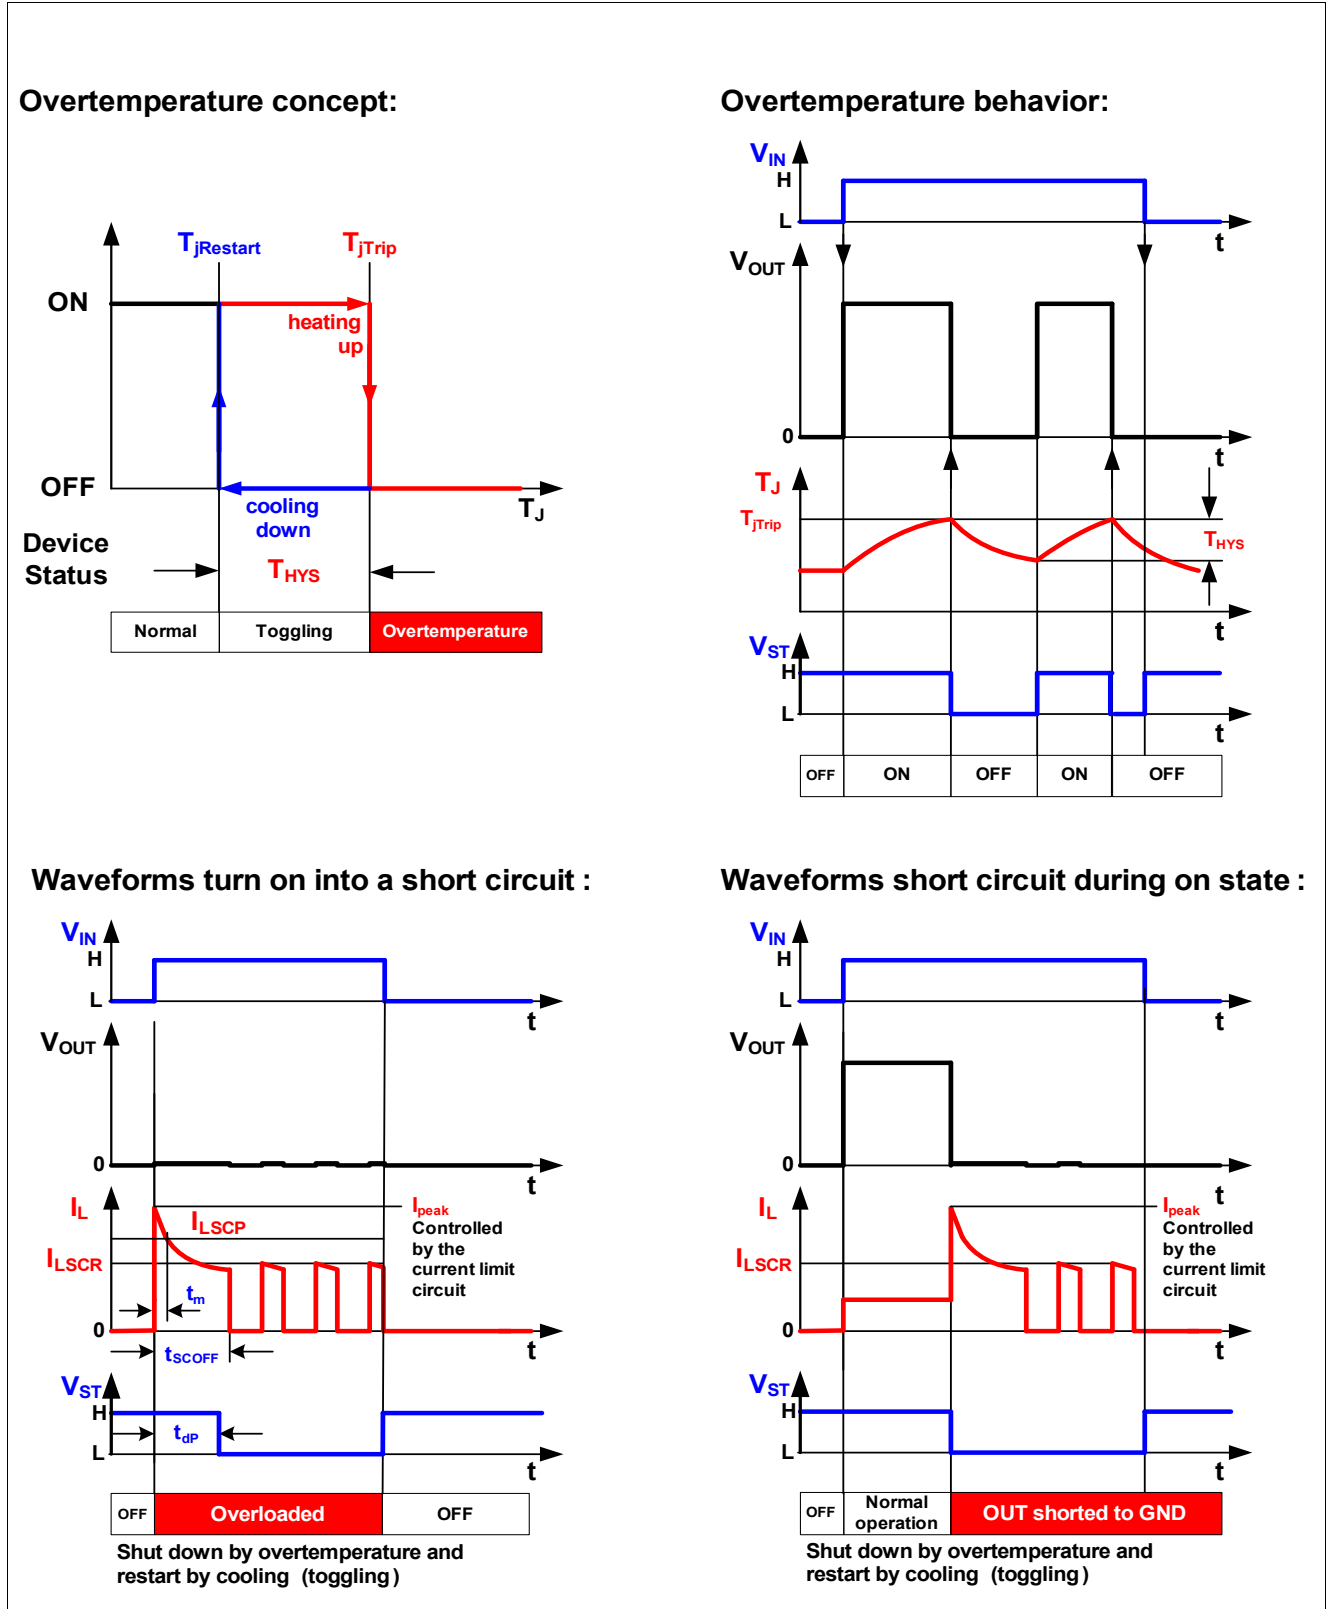 Overtemperature concept:
TjRestart
TjTrip
ON
heating
up
OFF
cooling
down
TJ
Device
Status
THYS
Normal
Toggling
Overtemperature
Overtemperature behavior:
VIN
H
L
t
VOUT
0
t
TJ
TjTrip
THYS
t
VST
H
L
t
OFF
ON
OFF
ON
OFF
Waveforms turn on into a short circuit :
VIN
H
L
t
VOUT
0
t
IL
Ipeak
ILSCP
Controlled
by the
current limit
circuit
ILSCR
tm
0
t
tSCOFF
VST
H
tdP
L
t
OFF
Overloaded
OFF
Shut down by overtemperature and
restart by cooling (toggling)
Waveforms short circuit during on state :
VIN
H
L
t
VOUT
0
t
IL
Ipeak
Controlled
by the
current limit
circuit
ILSCR
0
t
VST
H
L
t
OFF
Normal
operation
OUT shorted to GND
Shut down by overtemperature and
restart by cooling (toggling)